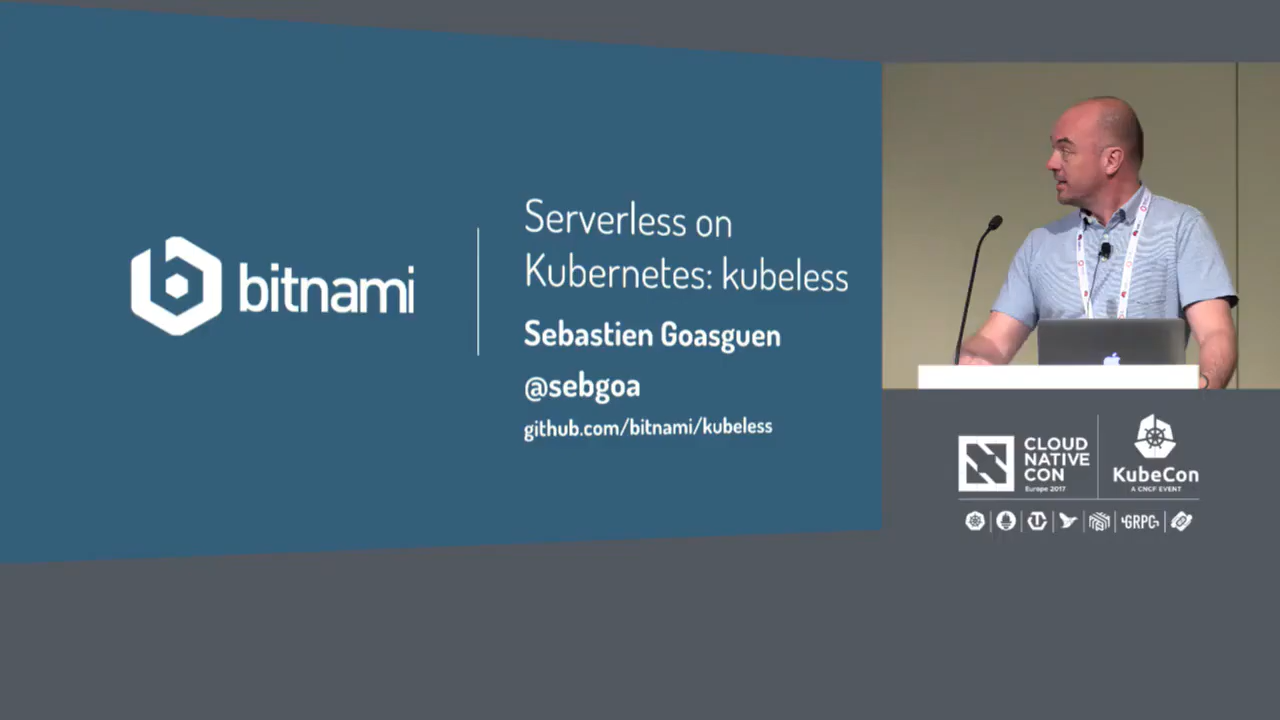 bitnami
Serverless on
Kubernetes: kubeless
Sebastien Goasguen
@sebgoa
github.com/bitnami/kubeless
CLOUD
NATIVE
CON
Europe 2017
KubeCon
A CNCF EVENT
GRPC